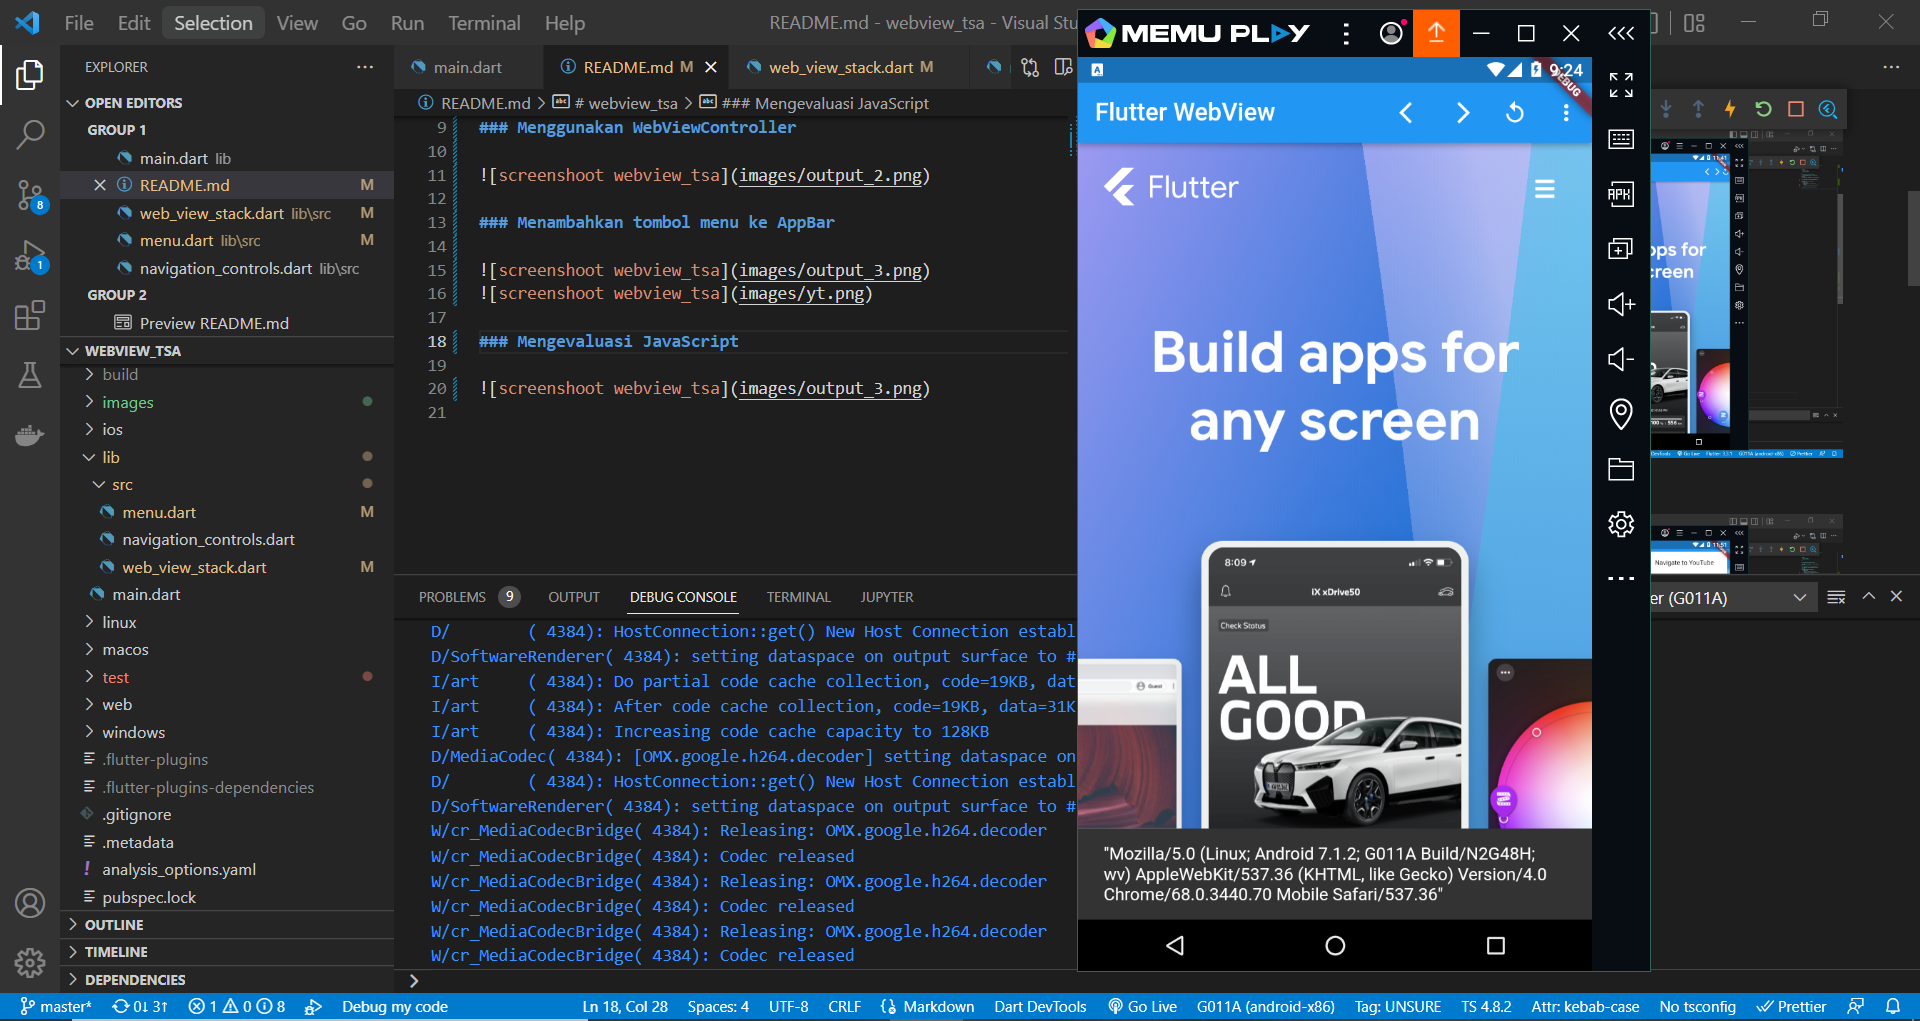 File Edit Selection View Go Run Terminal Help
README.md - webview_tsa - Visual Stu
EXPLORER
OPEN EDITORS
GROUP 1
main.dart lib
README.md M
web_view_stack.dart lib\src M
menu.dart lib\src M
navigation_controls.dart lib\src
GROUP 2
Preview README.md
WEBVIEW_TSA
build
images
ios
lib
src
menu.dart M
navigation_controls.dart
web_view_stack.dart M
main.dart
linux
macos
test
web
windows
.flutter-plugins
.flutter-plugins-dependencies
.gitignore
.metadata
analysis_options.yaml
pubspec.lock
OUTLINE
TIMELINE
DEPENDENCIES
8
1
main.dart
README.md M
web_view_stack.dart M
README.md > # webview_tsa > ### Mengevaluasi JavaScript
9 ### Menggunakan WebViewController
10
11 ![screenshoot webview_tsa](images/output_2.png)
12
13 ### Menambahkan tombol menu ke AppBar
14
15 ![screenshoot webview_tsa](images/output_3.png)
16 ![screenshoot webview_tsa](images/yt.png)
17
18 ### Mengevaluasi JavaScript
19
20 ![screenshoot webview_tsa](images/output_3.png)
21
PROBLEMS 9 OUTPUT DEBUG CONSOLE TERMINAL JUPYTER
D/ ( 4384): HostConnection::get() New Host Connection establ
D/SoftwareRenderer( 4384): setting dataspace on output surface to #
I/art ( 4384): Do partial code cache collection, code=19KB, dat
I/art ( 4384): After code cache collection, code=19KB, data=31K
I/art ( 4384): Increasing code cache capacity to 128KB
D/MediaCodec( 4384): [OMX.google.h264.decoder] setting dataspace on
D/ ( 4384): HostConnection::get() New Host Connection establ
D/SoftwareRenderer( 4384): setting dataspace on output surface to #
W/cr_MediaCodecBridge( 4384): Releasing: OMX.google.h264.decoder
W/cr_MediaCodecBridge( 4384): Codec released
W/cr_MediaCodecBridge( 4384): Releasing: OMX.google.h264.decoder
W/cr_MediaCodecBridge( 4384): Codec released
W/cr_MediaCodecBridge( 4384): Releasing: OMX.google.h264.decoder
W/cr_MediaCodecBridge( 4384): Codec released
MEMU PLAY
9:24
DEBUG
Flutter WebView
Flutter
Build apps for
any screen
8:09
iX xDrive50
Check Status
ALL
GOOD
Guest
"Mozilla/5.0 (Linux; Android 7.1.2; G011A Build/N2G48H;
wv) AppleWebKit/537.36 (KHTML, like Gecko) Version/4.0
Chrome/68.0.3440.70 Mobile Safari/537.36"
APK
ops for
creen
Navigate to YouTube
er (G011A)
master* 0↓ 3↑ 1 0 8 Debug my code Ln 18, Col 28 Spaces: 4 UTF-8 CRLF Markdown Dart DevTools Go Live G011A (android-x86) Tag: UNSURE TS 4.8.2 Attr: kebab-case No tsconfig Prettier